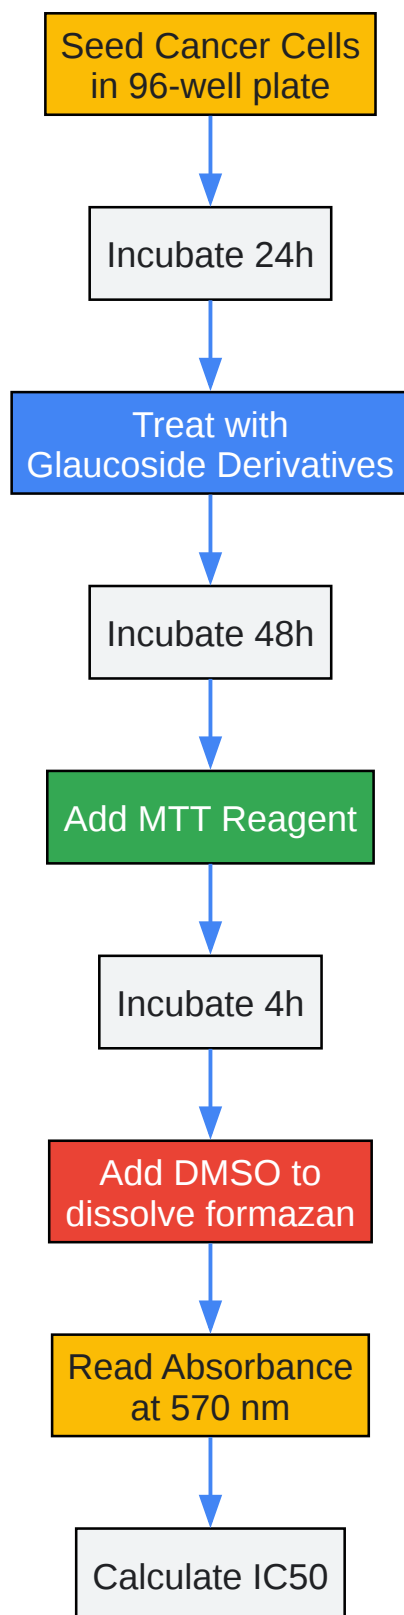 Seed Cancer Cells
in 96-well plate
Incubate 24h
Treat with
Glaucoside Derivatives
Incubate 48h
Add MTT Reagent
Incubate 4h
Add DMSO to
dissolve formazan
Read Absorbance
at 570 nm
Calculate IC50